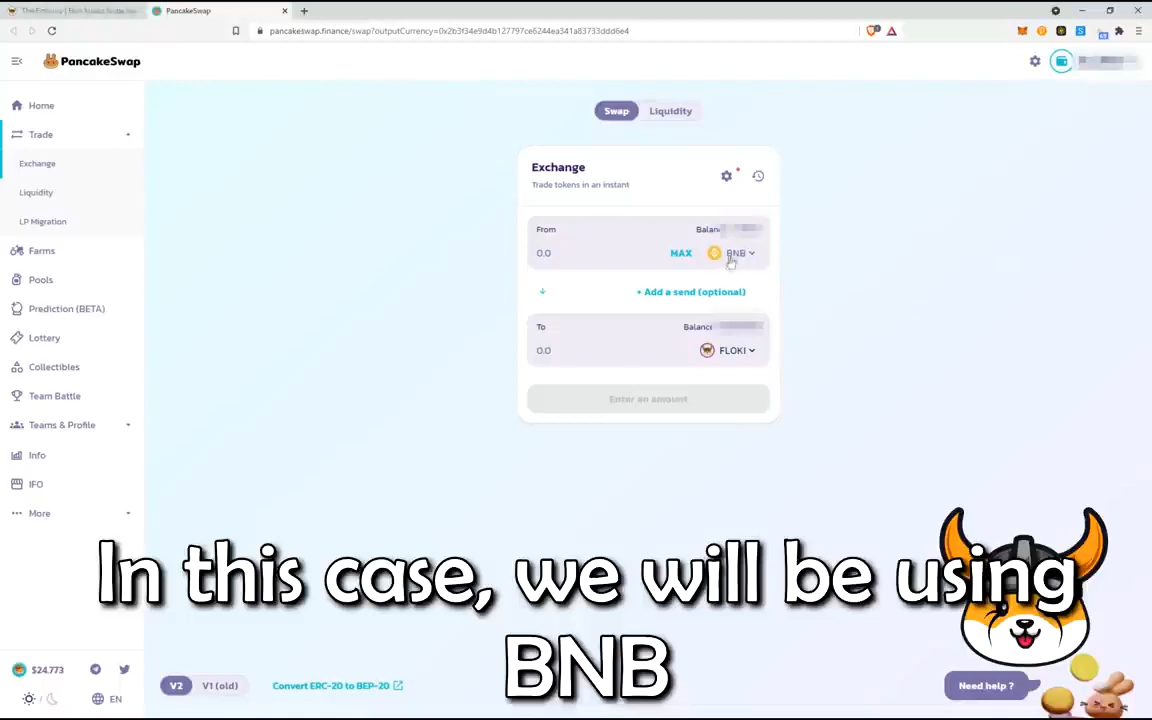 PancakeSwap
pancakeswap.finance/swap?outputCurrency=0x2b3f34e9d4b127797ce6244ea341a83733ddd6e4
PancakeSwap
Home
Trade
Exchange
Liquidity
LP Migration
Farms
Pools
Prediction (BETA)
Lottery
Collectibles
Team Battle
Teams & Profile
Info
IFO
More
$24.773
EN
Swap
Liquidity
Exchange
Trade tokens in an instant
From
0.0
MAX
BNB
+ Add a send (optional)
To
Balance
0.0
FLOKI
Enter an amount
In this case, we will be using
BNB
V2
V1 (old)
Convert ERC-20 to BEP-20
Need help ?